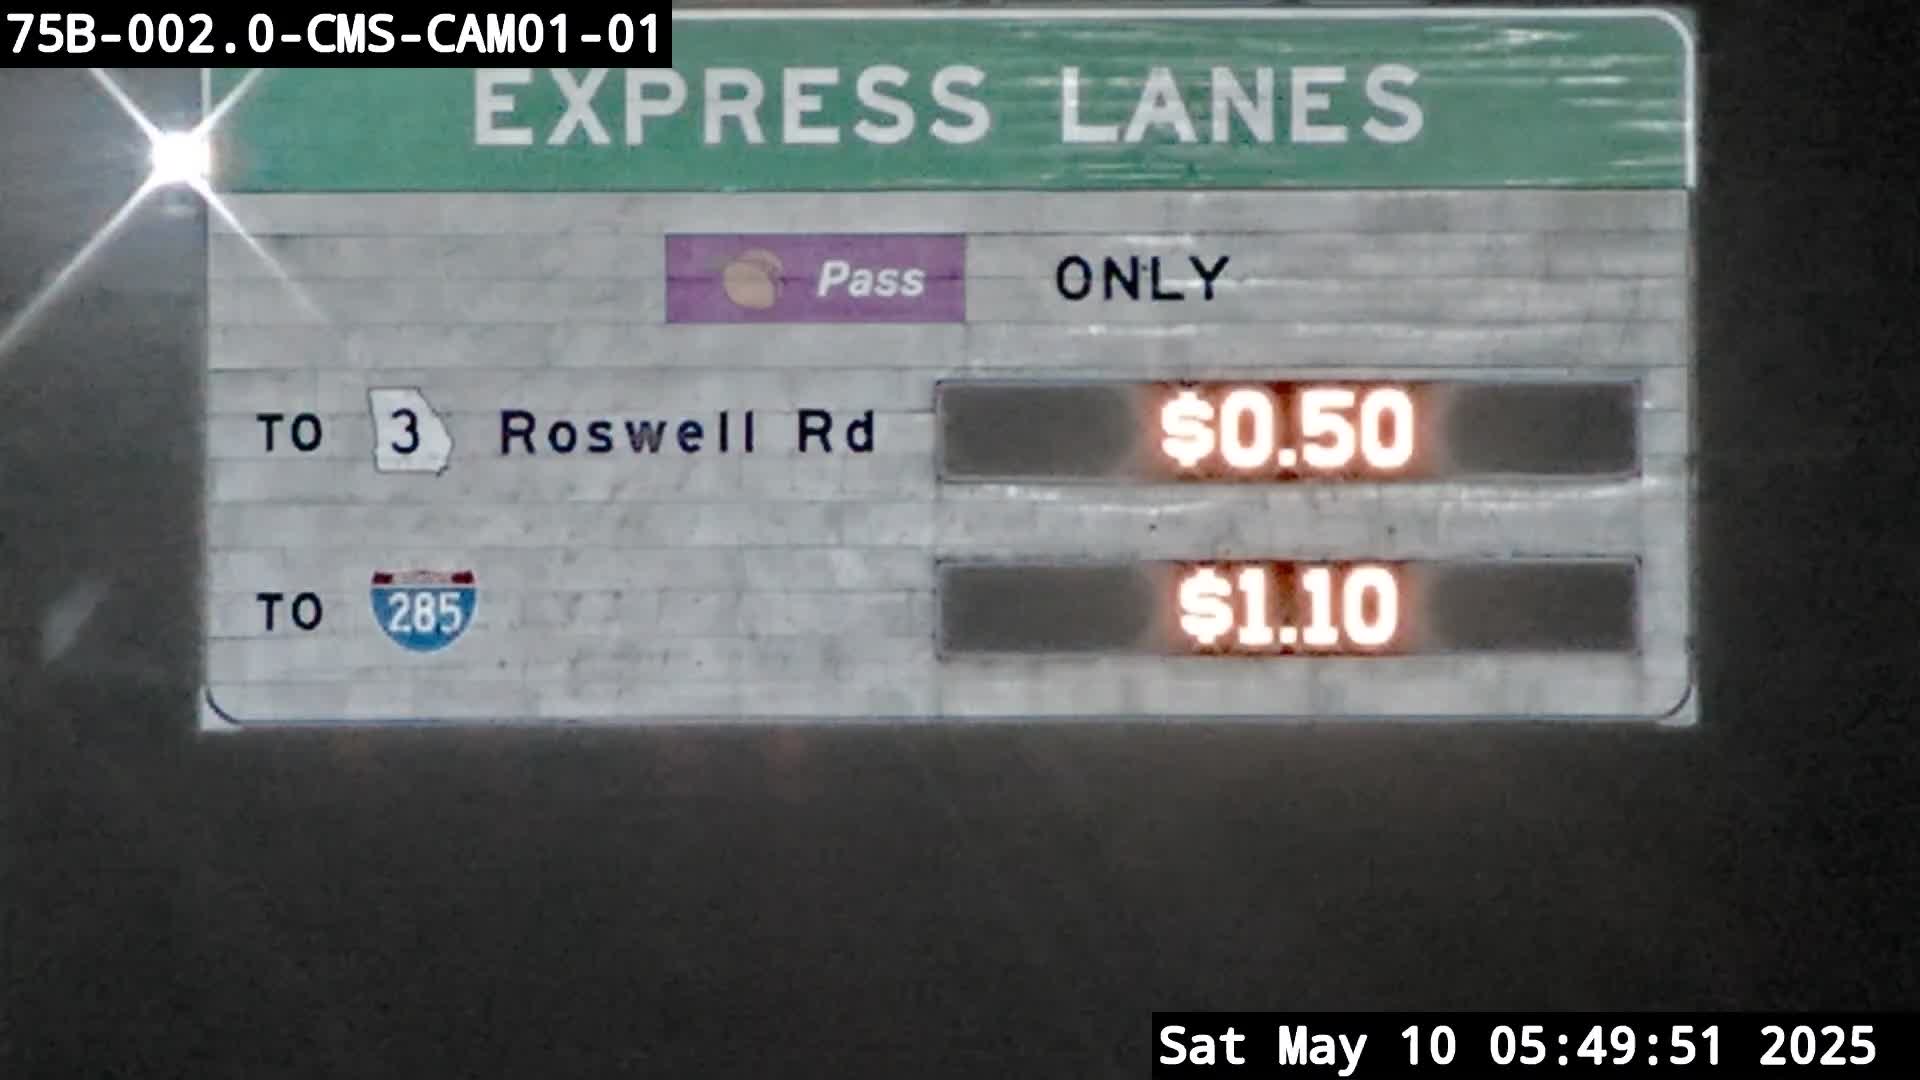 75B-002.0-CMS-CAM01-01
EXPRESS LANES
Pass ONLY
TO 3 Roswell Rd $0.50
TO 285 $1.10
Sat May 10 05:49:51 2025